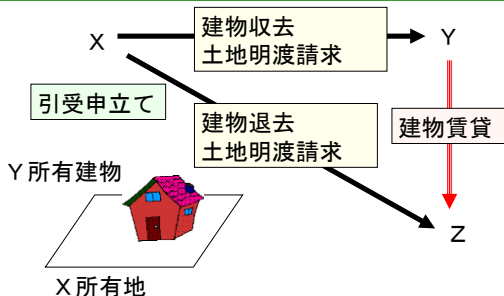 X
建物収去
土地明渡請求
Y
引受申立て
建物退去
土地明渡請求
建物賃貸
Y所有建物
Z
X所有地